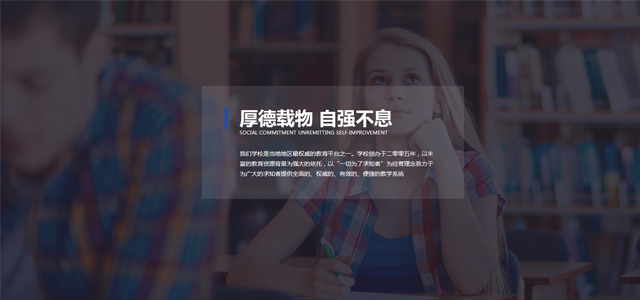 厚德载物 自强不息
SOCIAL COMMITMENT UNREMITTING SELF-IMPROVEMENT
我们学校是当地地区最权威的教育平台之一。学校创办于二零零五年，以丰
富的教育资源背景为强大的依托，以“一切为了求知者”为经营理念致力于
为广大的求知者提供全面的、权威的、有效的、便捷的教学系统